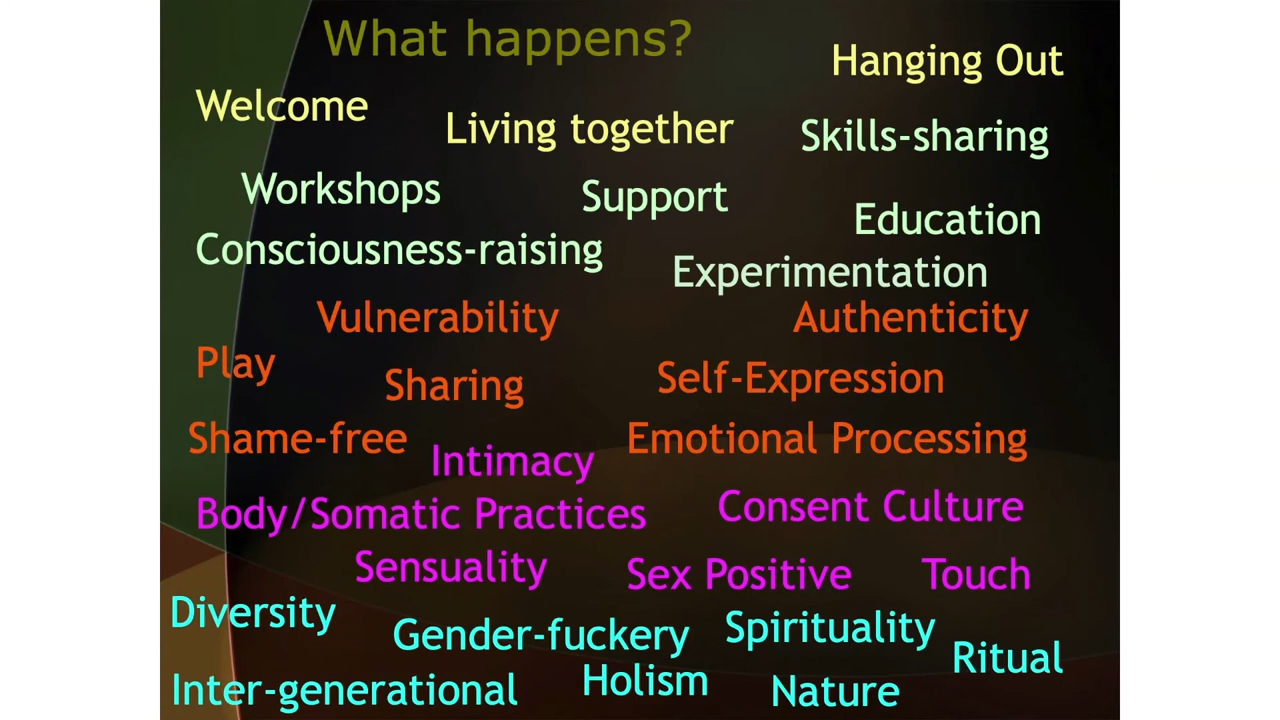 What happens?
Hanging Out
Welcome
Living together
Skills-sharing
Workshops
Support
Education
Consciousness-raising
Experimentation
Vulnerability
Authenticity
Play
Sharing
Self-Expression
Shame-free
Emotional Processing
Intimacy
Body/Somatic Practices
Consent Culture
Sensuality
Sex Positive
Touch
Diversity
Gender-fuckery
Spirituality
Ritual
Inter-generational
Holism
Nature